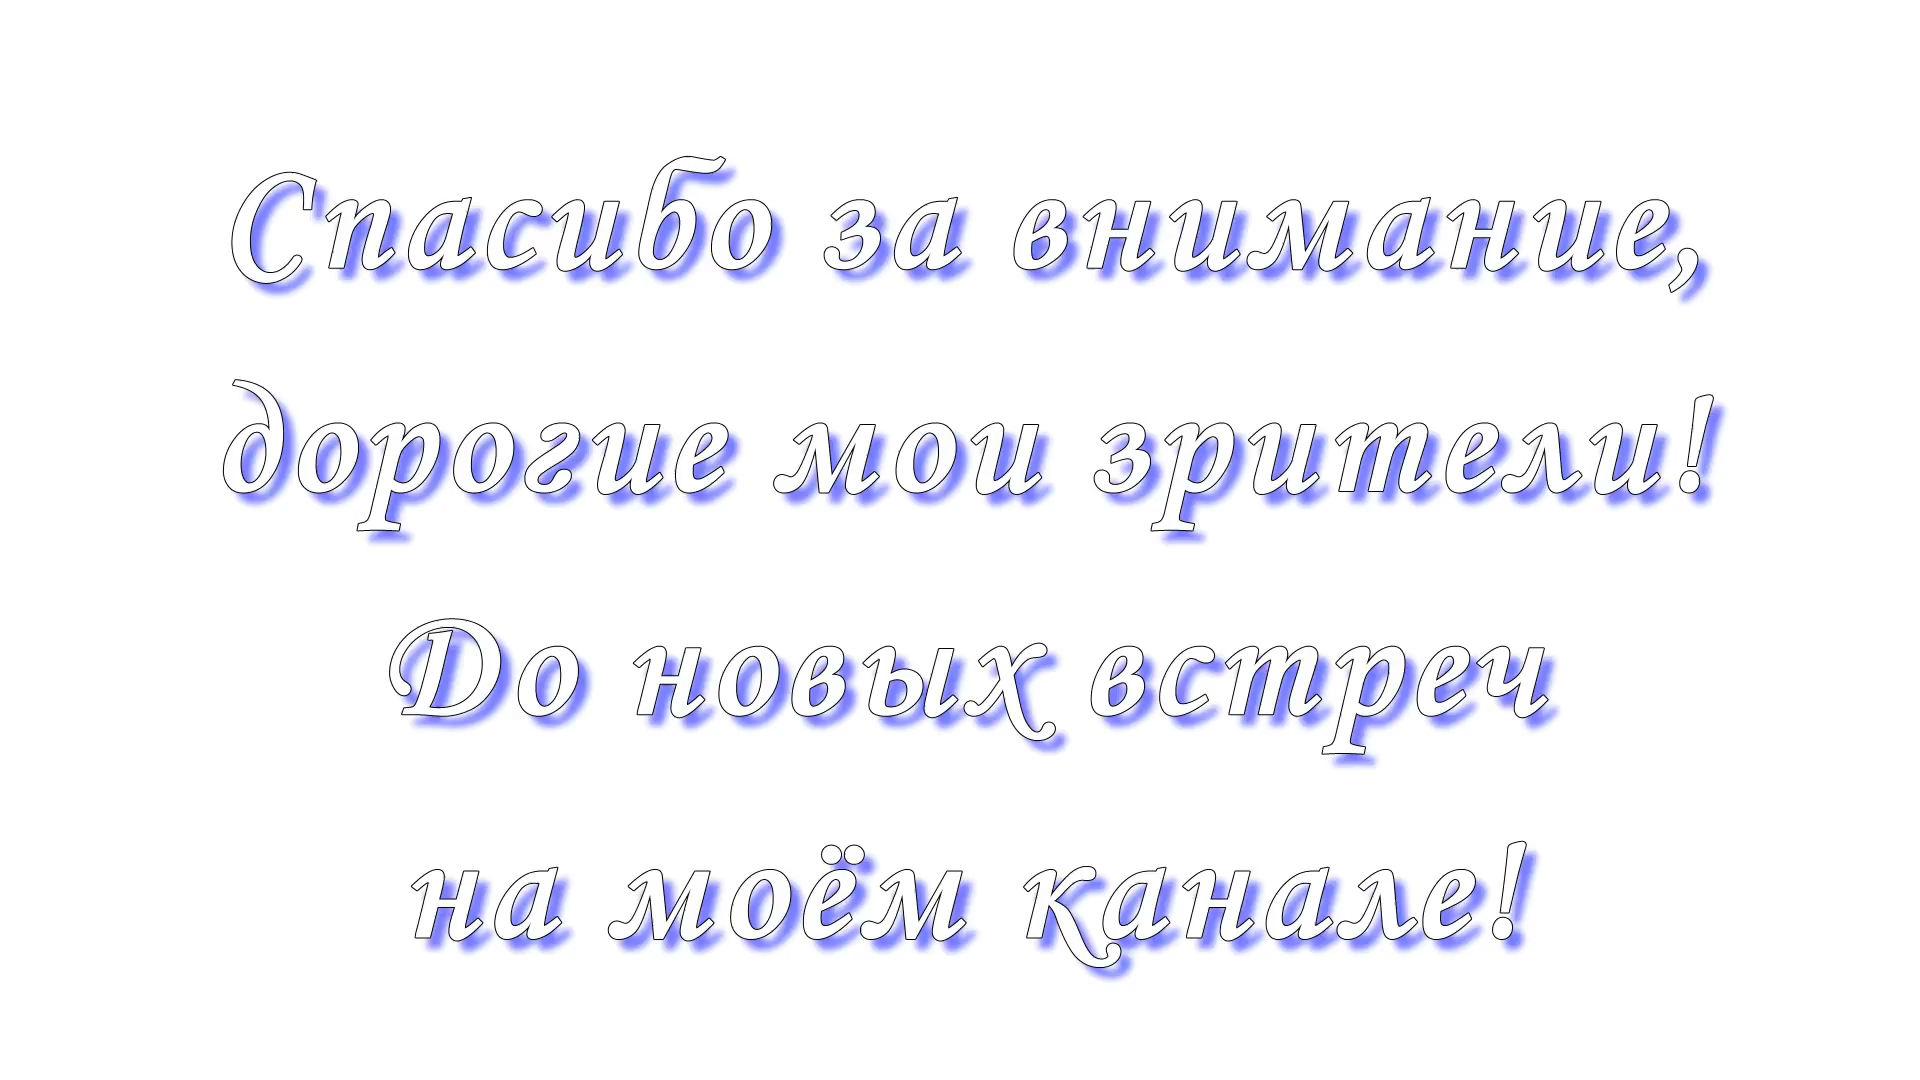 Спасибо за внимание,
дорогие мои зрители!
До новых встреч
на моём канале!